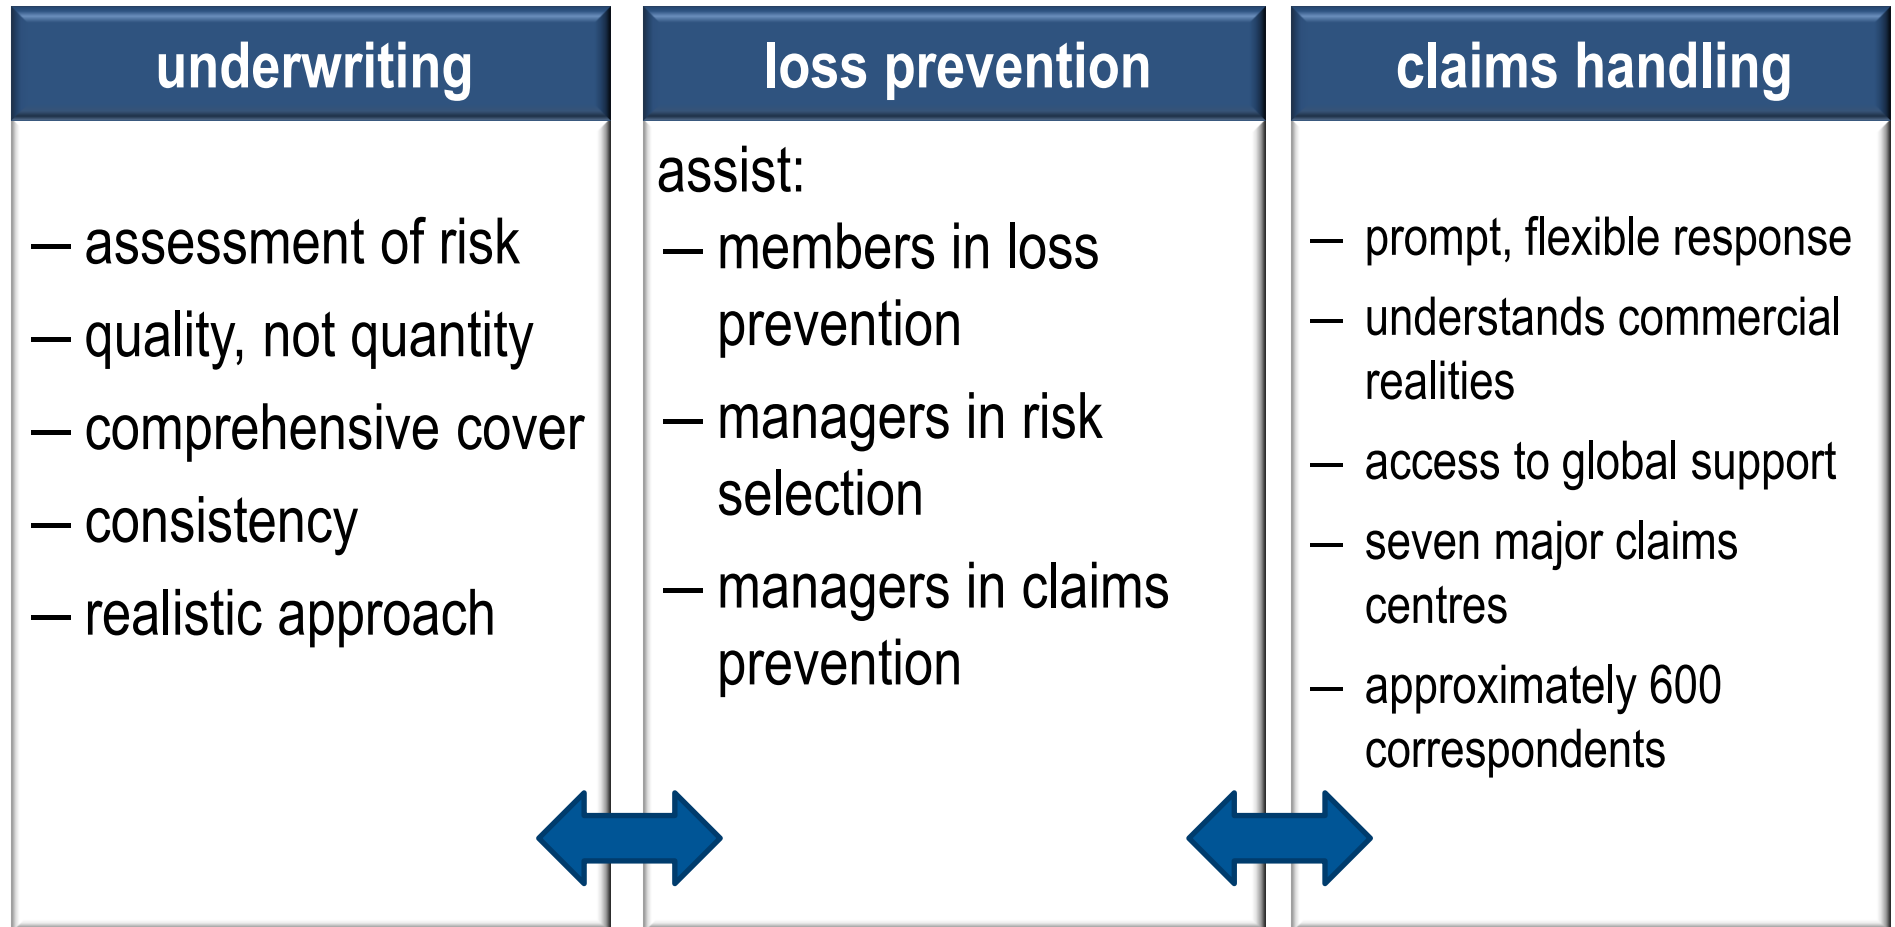 underwriting
— assessment of risk
— quality, not quantity
— comprehensive cover
— consistency
— realistic approach
loss prevention
assist:
— members in loss
prevention
— managers in risk
selection
— managers in claims
prevention
claims handling
— prompt, flexible response
— understands commercial
realities
— access to global support
— seven major claims
centres
— approximately 600
correspondents